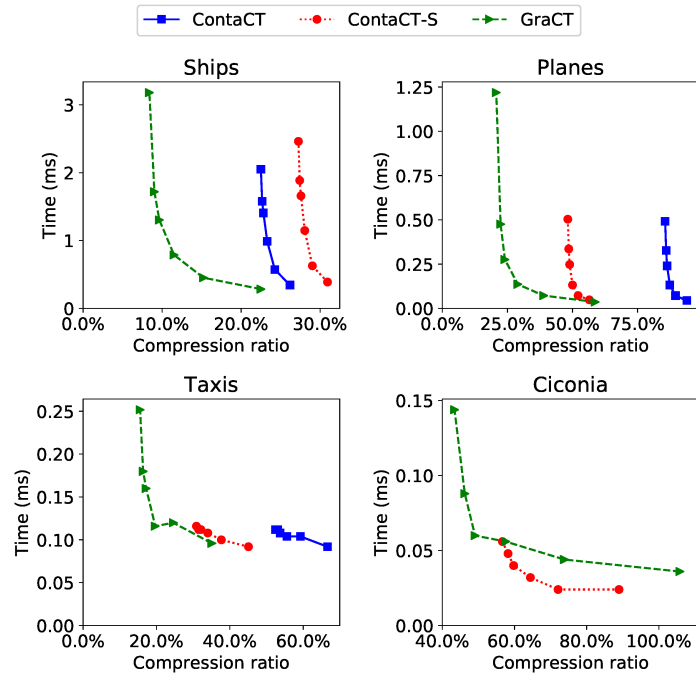 ContaCT ContaCT-S GraCT
Ships
Time (ms)
3
2
1
0
0.0% 10.0% 20.0% 30.0%
Compression ratio
Planes
Time (ms)
1.25
1.00
0.75
0.50
0.25
0.00
0.0% 25.0% 50.0% 75.0%
Compression ratio
Taxis
Time (ms)
0.25
0.20
0.15
0.10
0.05
0.00
0.0% 20.0% 40.0% 60.0%
Compression ratio
Ciconia
Time (ms)
0.15
0.10
0.05
0.00
40.0% 60.0% 80.0% 100.0%
Compression ratio